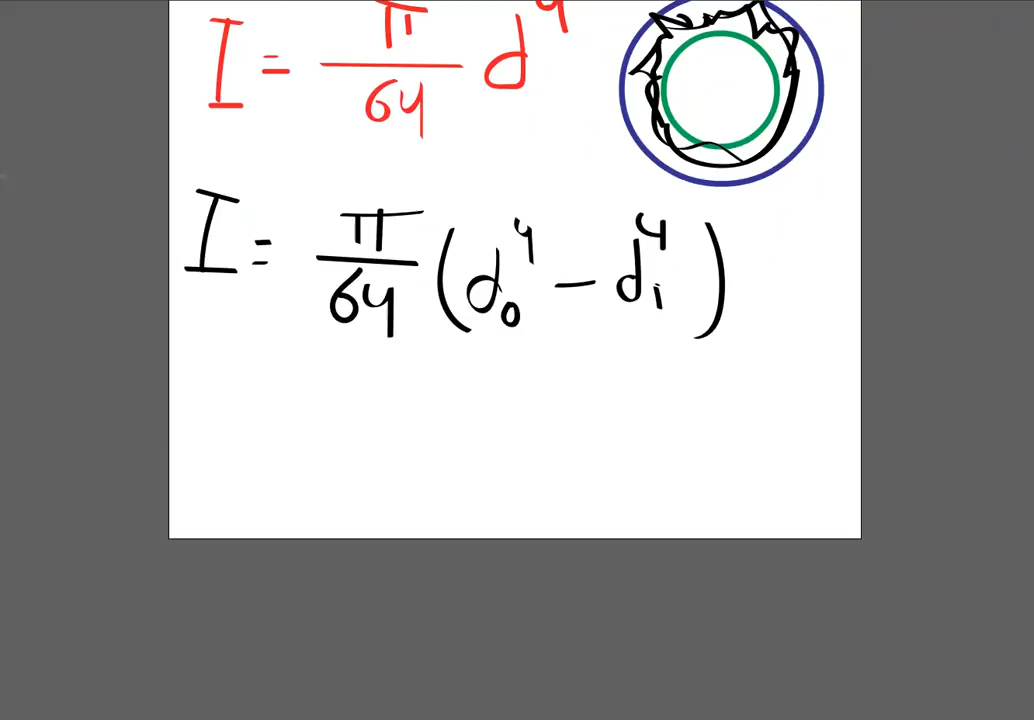 I = π/64 d⁴
I = π/64 (d₀⁴ - dᵢ⁴)